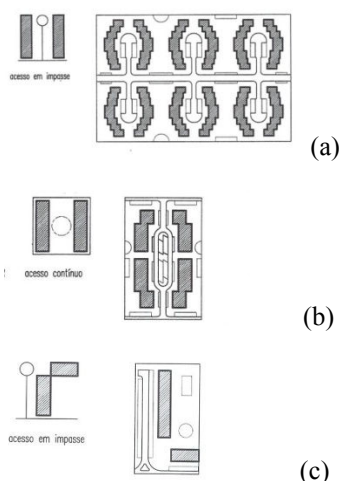 acesso em impasse
(a)
acesso contínuo
(b)
acesso em impasse
(c)